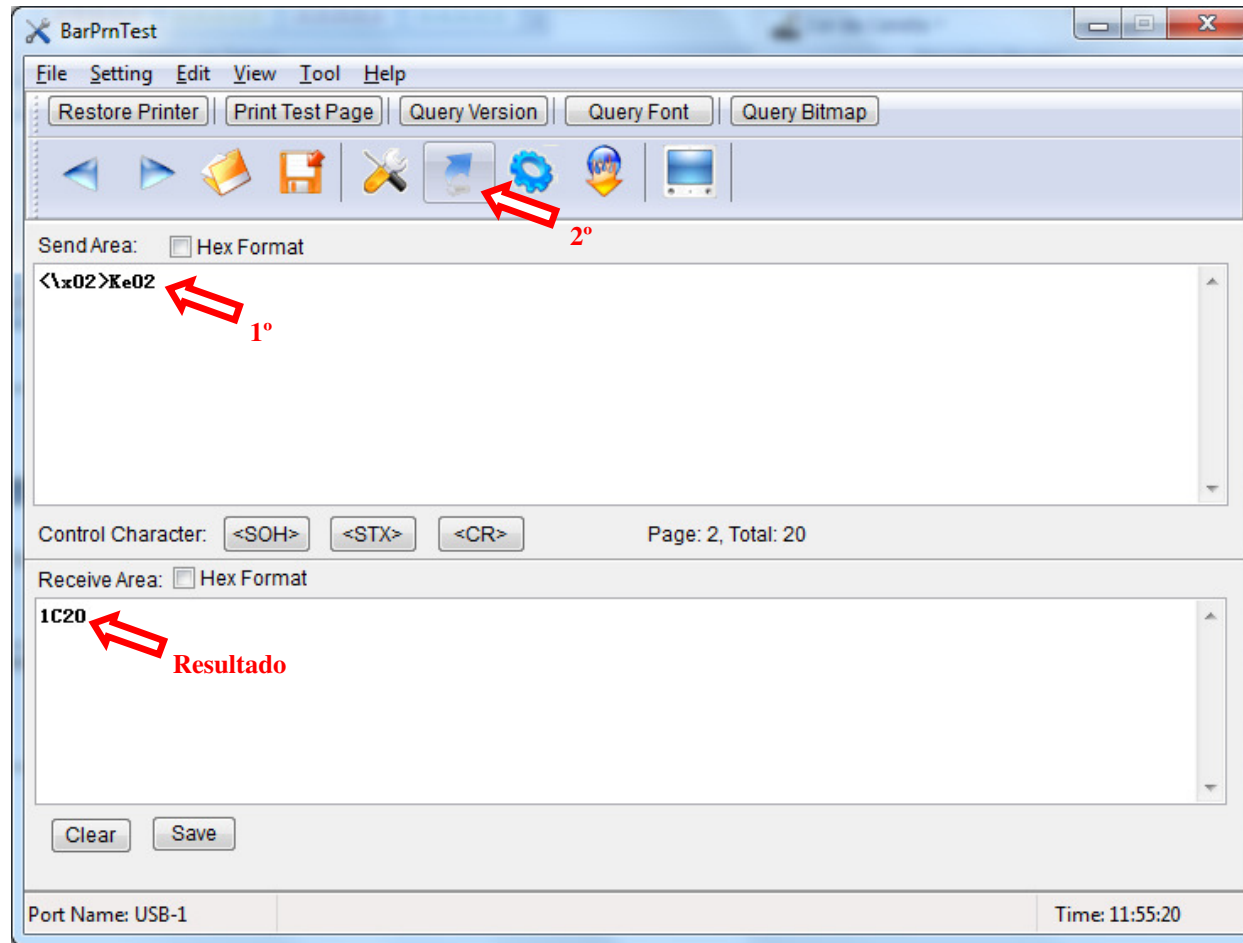 BarPrnTest
File Setting Edit View Tool Help
Restore Printer Print Test Page Query Version Query Font Query Bitmap
2º
Send Area: Hex Format
<\x02>Ke02
1º
Control Character: <SOH> <STX> <CR> Page: 2, Total: 20
Receive Area: Hex Format
1C20
Resultado
Clear Save
Port Name: USB-1 Time: 11:55:20